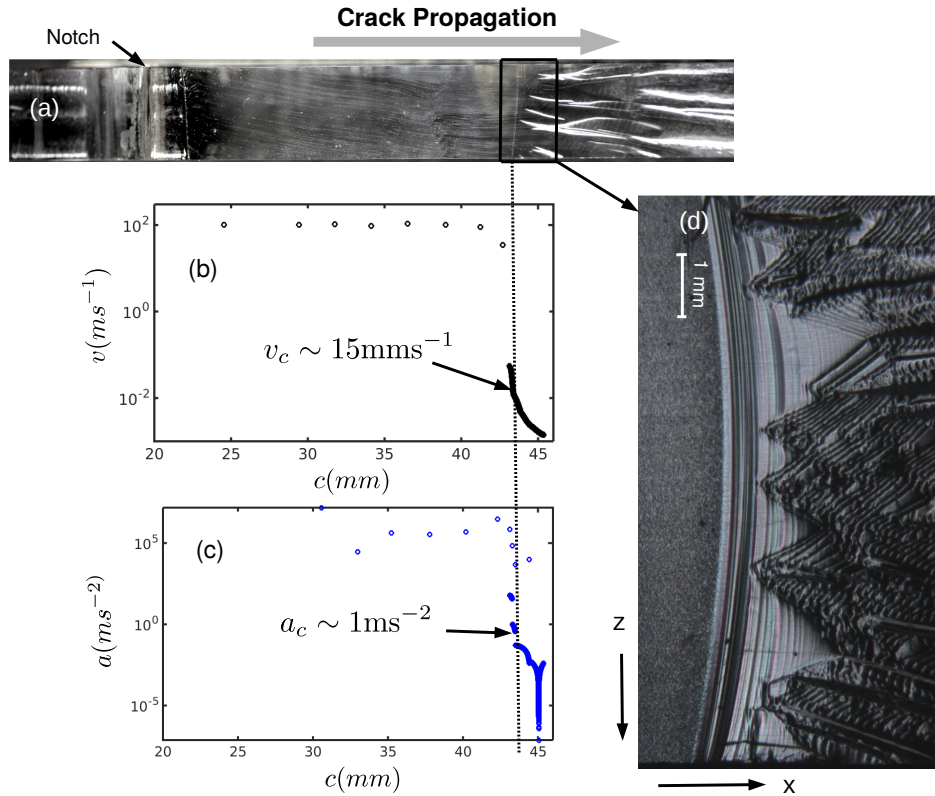 Crack Propagation
Notch
(a)
(b)
10^2
10^0
10^-2
v(ms^{-1})
v_c ∼ 15mms^{-1}
20 25 30 35 40 45
c(mm)
(c)
10^5
10^0
10^-5
a(ms^{-2})
a_c ∼ 1ms^{-2}
20 25 30 35 40 45
c(mm)
(d)
1 mm
z
x